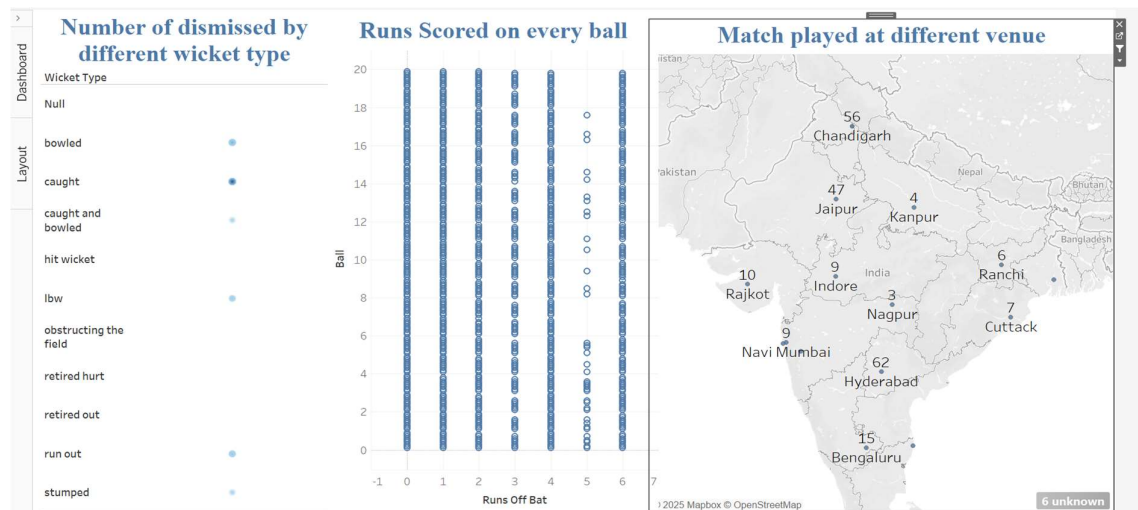 Dashboard
Layout
Number of dismissed by
different wicket type
Wicket Type
Null
bowled
caught
caught and
bowled
hit wicket
lbw
obstructing the
field
retired hurt
retired out
run out
stumped
Runs Scored on every ball
20
18
16
14
12
10
8
6
4
2
0
Ball
-1 0 1 2 3 4 5 6 7
Runs Off Bat
Match played at different venue
istan
56
Chandigarh
Pakistan
Nepal
Bhutan
47
Jaipur
4
Kanpur
Bangladesh
6
Ranchi
10
Rajkot
9
Indore
India
3
Nagpur
7
Cuttack
9
Navi Mumbai
62
Hyderabad
15
Bengaluru
2025 Mapbox © OpenStreetMap
6 unknown